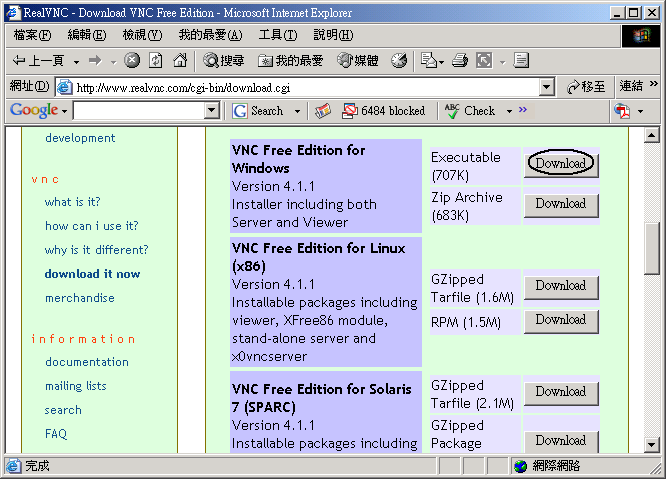 RealVNC - Download VNC Free Edition - Microsoft Internet Explorer
檔案(F) 編輯(E) 檢視(V) 我的最愛(A) 工具(T) 說明(H)
上一頁 搜尋 我的最愛 媒體
網址(D) http://www.realvnc.com/cgi-bin/download.cgi 移至 連結 »
Google Search 6484 blocked ABC Check »
development
vnc
what is it?
how can i use it?
why is it different?
download it now
merchandise
information
documentation
mailing lists
search
FAQ
VNC Free Edition for
Windows
Version 4.1.1
Installer including both
Server and Viewer
Executable
(707K)
Download
Zip Archive
(683K)
Download
VNC Free Edition for Linux
(x86)
Version 4.1.1
Installable packages including
viewer, XFree86 module,
stand-alone server and
x0vncserver
GZipped
Tarfile (1.6M)
Download
RPM (1.5M)
Download
VNC Free Edition for Solaris
7 (SPARC)
Version 4.1.1
Installable packages including
GZipped
Tarfile (2.1M)
Download
GZipped
Package
Download
完成 網際網路